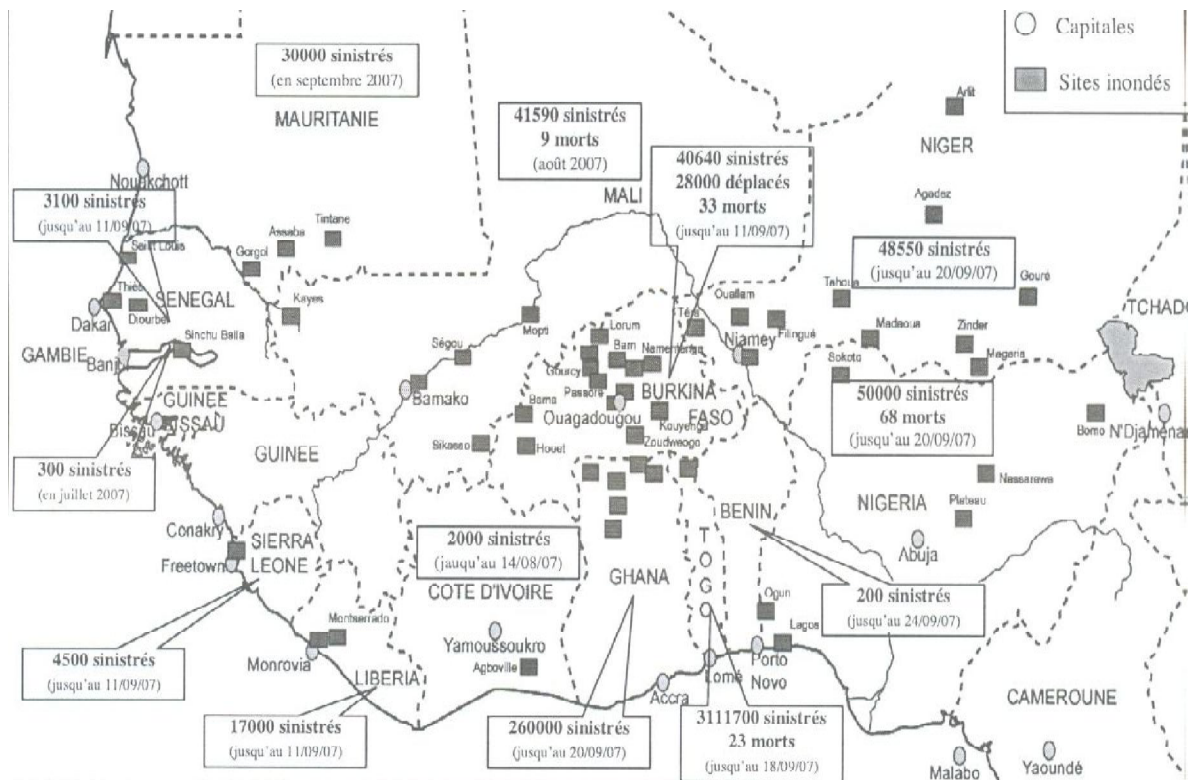 Capitales
Sites inondés
30000 sinistrés
(en septembre 2007)
MAURITANIE
41590 sinistrés
9 morts
(août 2007)
MALI
40640 sinistrés
28000 déplacés
33 morts
(jusqu'au 11/09/07)
Arlit
NIGER
Agadez
48550 sinistrés
(jusqu'au 20/09/07)
Nouakchott
3100 sinistrés
(jusqu'au 11/09/07)
Saint Louis
Gorgol
Assaba
Tintane
Thies
Diourbel
SENEGAL
Dakar
Kayes
GAMBIE
Banjul
Sinchu Baila
Mopti
Ségou
Bamako
Lorum
Bam
Namentenga
Gourcy
Passore
BURKINA
FASO
Ouagadougou
Bama
Kouyenga
Zoudweogo
Sikasso
Houet
Téra
Ouallam
Filingué
Niamey
Tahoua
Madaoua
Gouré
Zinder
Magaria
Sokoto
TCHAD
50000 sinistrés
68 morts
(jusqu'au 20/09/07)
Borno
N'Djamena
Nassarawa
Plateau
NIGERIA
Abuja
GUINEE
BISSAU
Bissau
300 sinistrés
(en juillet 2007)
GUINEE
Conakry
SIERRA
LEONE
Freetown
4500 sinistrés
(jusqu'au 11/09/07)
Montserrado
Monrovia
LIBERIA
17000 sinistrés
(jusqu'au 11/09/07)
2000 sinistrés
(jauqu'au 14/08/07)
COTE D'IVOIRE
Yamoussoukro
Agboville
GHANA
Accra
260000 sinistrés
(jusqu'au 20/09/07)
TOGO
Lomé
3111700 sinistrés
23 morts
(jusqu'au 18/09/07)
BENIN
Ogun
Lagos
Porto
Novo
200 sinistrés
(jusqu'au 24/09/07)
CAMEROUNE
Malabo
Yaoundé